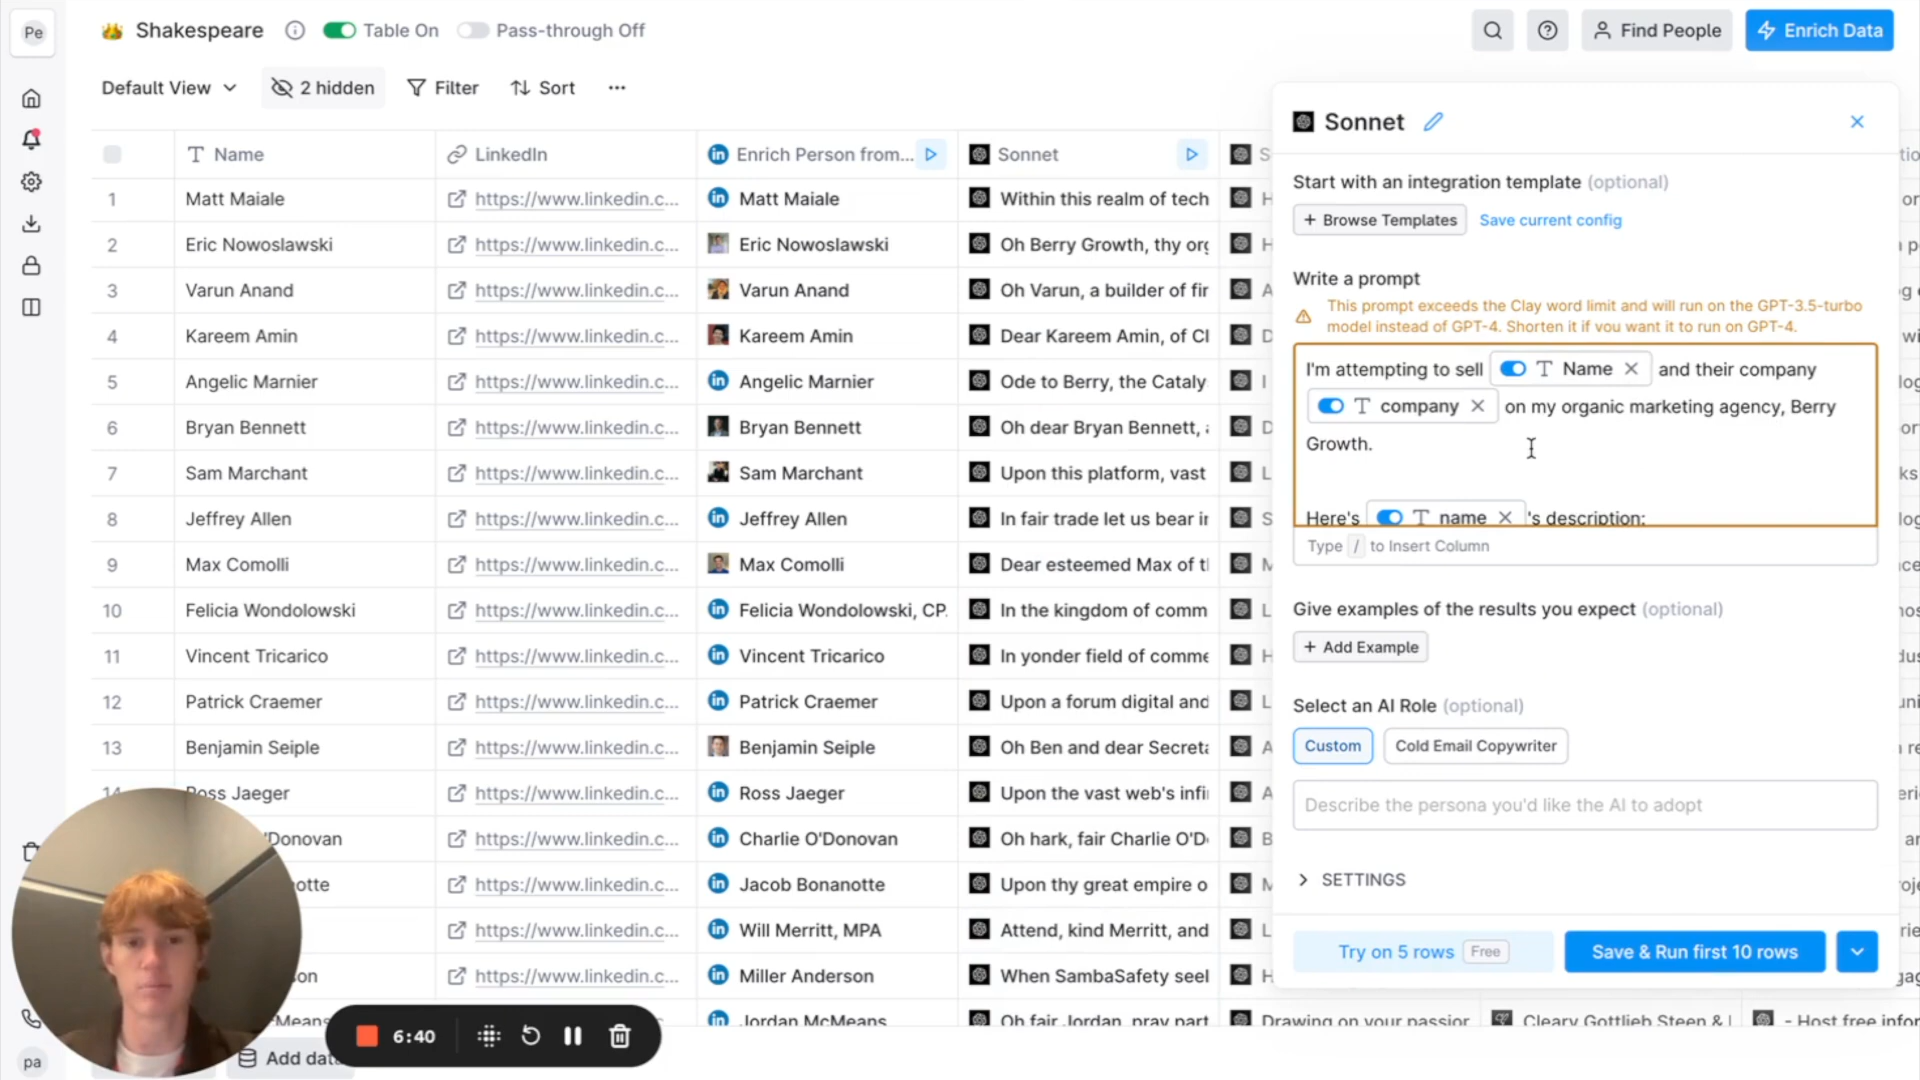 Pe
Shakespeare
Table On
Pass-through Off
Find People
Enrich Data
Default View
2 hidden
Filter
Sort
Name
LinkedIn
Enrich Person from...
Sonnet
1 Matt Maiale https://www.linkedin.c... Matt Maiale Within this realm of tech
2 Eric Nowoslawski https://www.linkedin.c... Eric Nowoslawski Oh Berry Growth, thy org
3 Varun Anand https://www.linkedin.c... Varun Anand Oh Varun, a builder of fir
4 Kareem Amin https://www.linkedin.c... Kareem Amin Dear Kareem Amin, of Cl
5 Angelic Marnier https://www.linkedin.c... Angelic Marnier Ode to Berry, the Cataly
6 Bryan Bennett https://www.linkedin.c... Bryan Bennett Oh dear Bryan Bennett,
7 Sam Marchant https://www.linkedin.c... Sam Marchant Upon this platform, vast
8 Jeffrey Allen https://www.linkedin.c... Jeffrey Allen In fair trade let us bear ir
9 Max Comolli https://www.linkedin.c... Max Comolli Dear esteemed Max of t
10 Felicia Wondolowski https://www.linkedin.c... Felicia Wondolowski, CP. In the kingdom of comm
11 Vincent Tricarico https://www.linkedin.c... Vincent Tricarico In yonder field of comme
12 Patrick Craemer https://www.linkedin.c... Patrick Craemer Upon a forum digital and
13 Benjamin Seiple https://www.linkedin.c... Benjamin Seiple Oh Ben and dear Secreta
14 Ross Jaeger https://www.linkedin.c... Ross Jaeger Upon the vast web's infi
'Donovan https://www.linkedin.c... Charlie O'Donovan Oh hark, fair Charlie O'D
otte https://www.linkedin.c... Jacob Bonanotte Upon thy great empire o
https://www.linkedin.c... Will Merritt, MPA Attend, kind Merritt, and
on https://www.linkedin.c... Miller Anderson When SambaSafety seel
Means https://www.linkedin.c... Jordan McMeans Oh fair Jordan, pray part Drawing on your passior Cleary Gottlieb Steen & - Host free infor
6:40
pa
Add data
Sonnet
Start with an integration template (optional)
+ Browse Templates
Save current config
Write a prompt
This prompt exceeds the Clay word limit and will run on the GPT-3.5-turbo
model instead of GPT-4. Shorten it if you want it to run on GPT-4.
I'm attempting to sell Name and their company
company on my organic marketing agency, Berry
Growth.
Here's name 's description:
Type / to Insert Column
Give examples of the results you expect (optional)
+ Add Example
Select an AI Role (optional)
Custom
Cold Email Copywriter
Describe the persona you'd like the AI to adopt
SETTINGS
Try on 5 rows Free
Save & Run first 10 rows